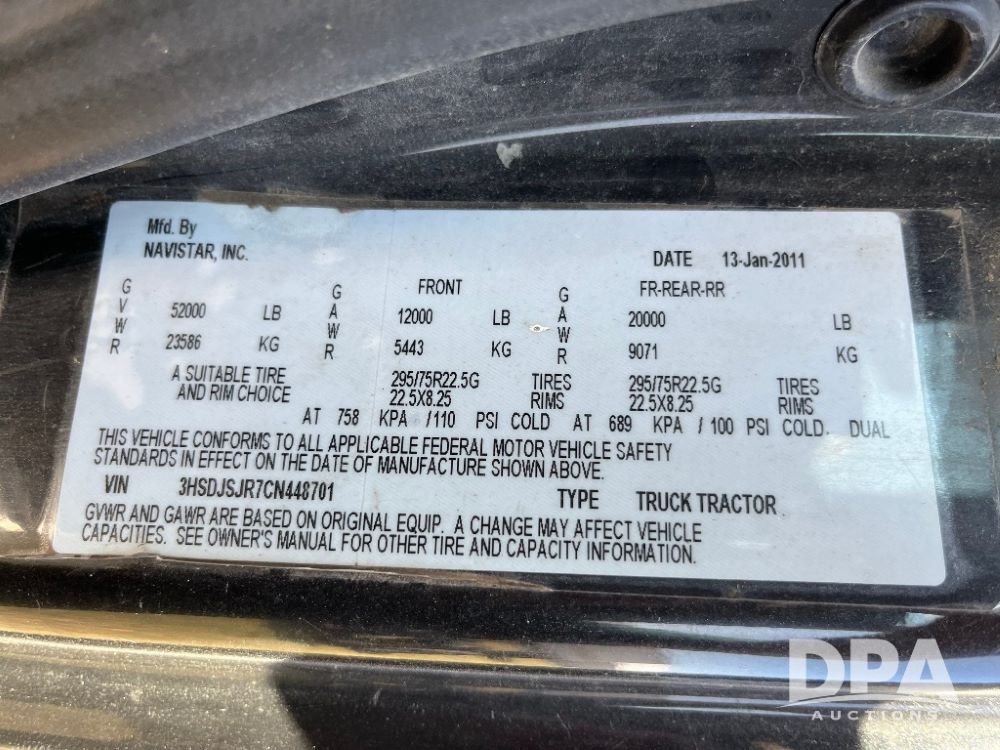 Mfd. By
NAVISTAR, INC.
DATE 13-Jan-2011
GVWR 52000 LB GAWR FRONT 12000 LB GAWR FR-REAR-RR 20000 LB
23586 KG 5443 KG 9071 KG
A SUITABLE TIRE 295/75R22.5G TIRES 295/75R22.5G TIRES
AND RIM CHOICE 22.5X8.25 RIMS 22.5X8.25 RIMS
AT 758 KPA /110 PSI COLD AT 689 KPA / 100 PSI COLD. DUAL
THIS VEHICLE CONFORMS TO ALL APPLICABLE FEDERAL MOTOR VEHICLE SAFETY
STANDARDS IN EFFECT ON THE DATE OF MANUFACTURE SHOWN ABOVE.
VIN 3HSDJSJR7CN448701 TYPE TRUCK TRACTOR
GVWR AND GAWR ARE BASED ON ORIGINAL EQUIP. A CHANGE MAY AFFECT VEHICLE
CAPACITIES. SEE OWNER'S MANUAL FOR OTHER TIRE AND CAPACITY INFORMATION.
DPA
AUCTIONS